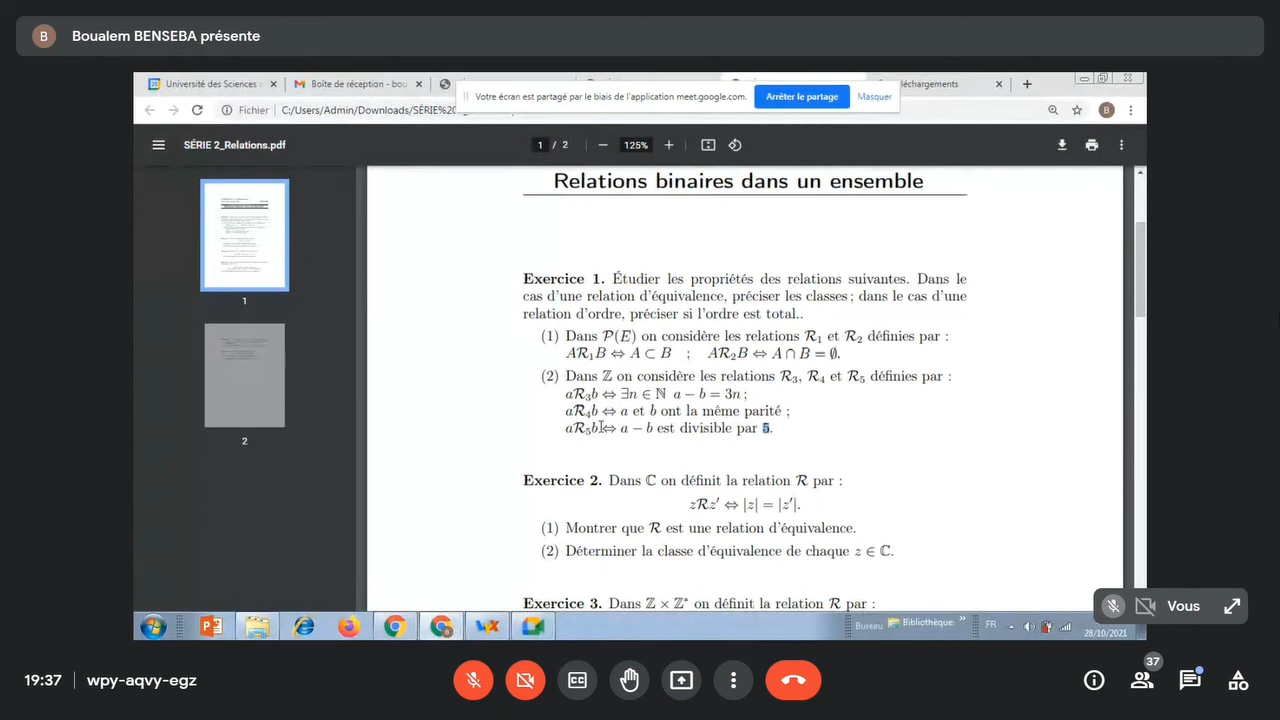 B Boualem BENSEBA présente
Université des Sciences
Boîte de réception - bou
léchargements
Votre écran est partagé par le biais de l'application meet.google.com.
Arrêter le partage
Masquer
Fichier C:/Users/Admin/Downloads/SÉRIE%20
B
SÉRIE 2_Relations.pdf
1 / 2
125%
Relations binaires dans un ensemble
Exercice 1. Étudier les propriétés des relations suivantes. Dans le
cas d'une relation d'équivalence, préciser les classes ; dans le cas d'une
relation d'ordre, préciser si l'ordre est total..
(1) Dans 𝒫(E) on considère les relations ℛ₁ et ℛ₂ définies par :
Aℛ₁B ⇔ A ⊂ B ; Aℛ₂B ⇔ A ∩ B = ∅.
(2) Dans ℤ on considère les relations ℛ₃, ℛ₄ et ℛ₅ définies par :
aℛ₃b ⇔ ∃n ∈ ℕ a − b = 3n ;
aℛ₄b ⇔ a et b ont la même parité ;
aℛ₅b ⇔ a − b est divisible par 5.
Exercice 2. Dans ℂ on définit la relation ℛ par :
zℛz′ ⇔ |z| = |z′|.
(1) Montrer que ℛ est une relation d'équivalence.
(2) Déterminer la classe d'équivalence de chaque z ∈ ℂ.
Exercice 3. Dans ℤ × ℤ* on définit la relation ℛ par :
1
2
Bureau
Bibliothèque
FR
28/10/2021
Vous
19:37 | wpy-aqvy-egz
37